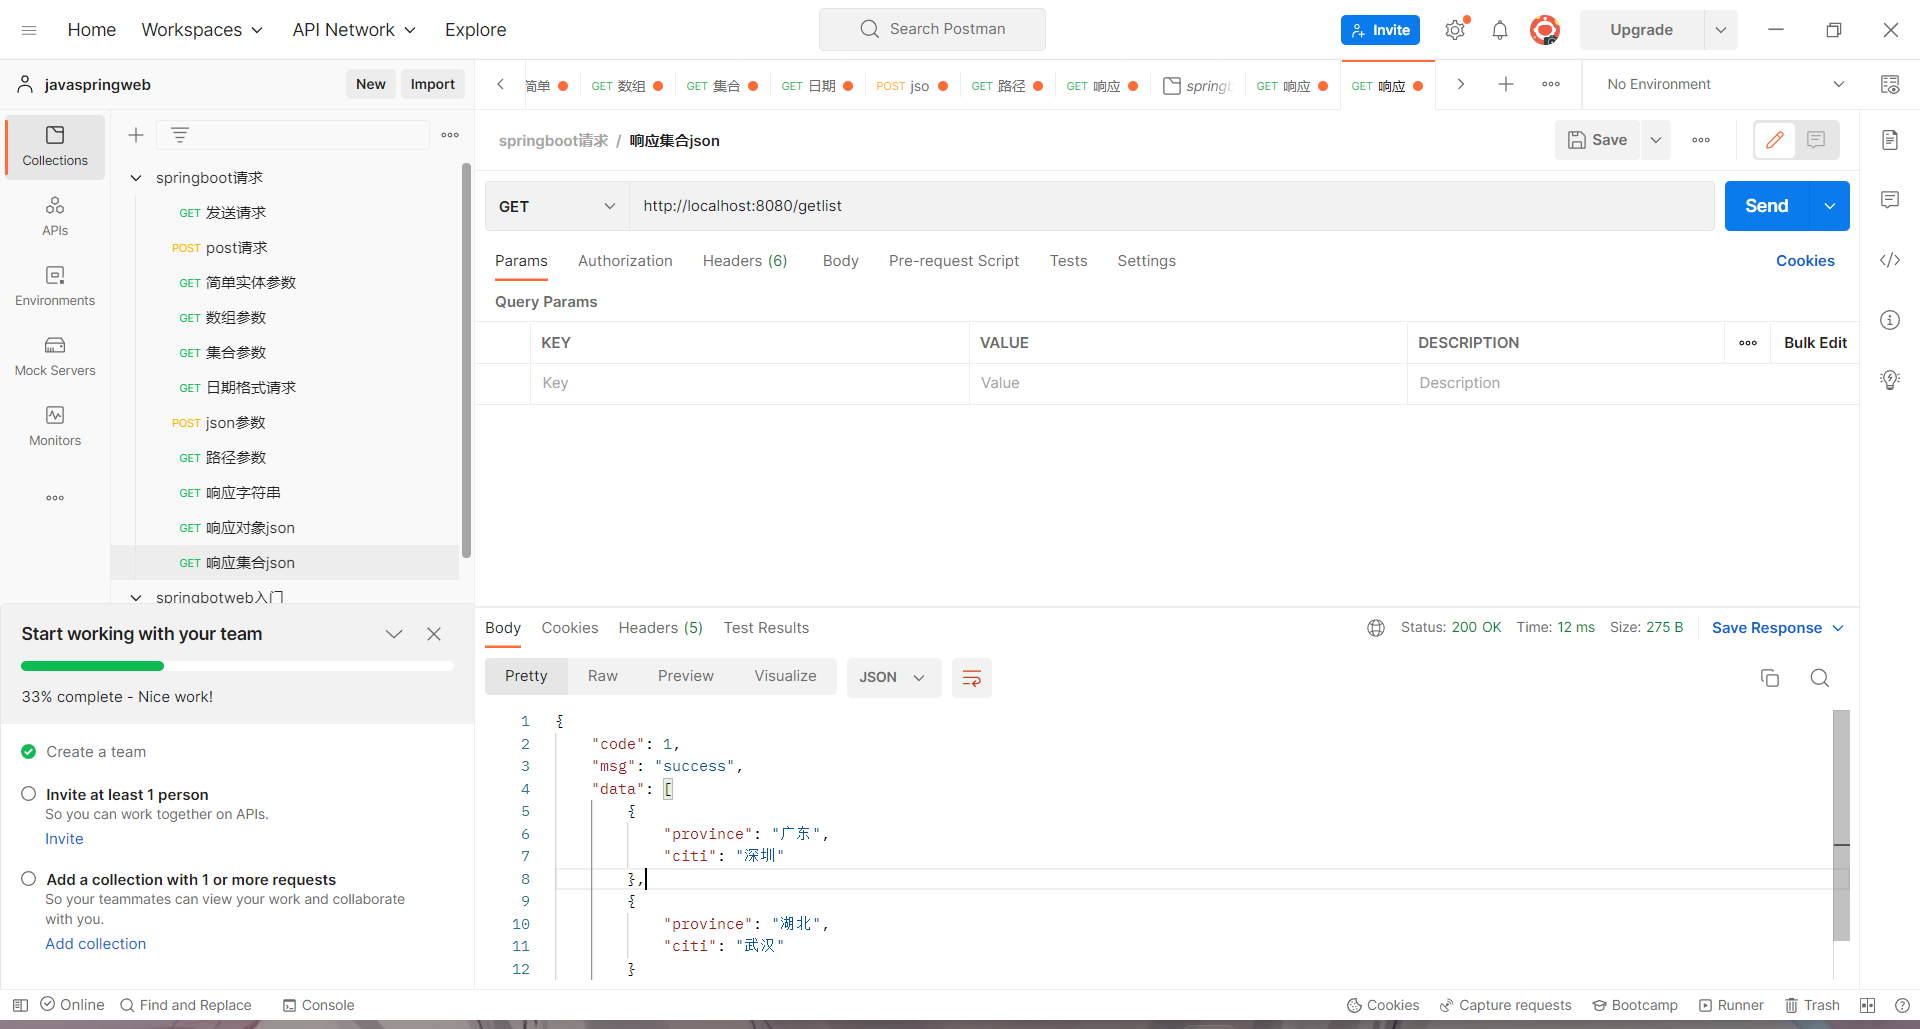 Home
Workspaces
API Network
Explore
Search Postman
Invite
Upgrade
javaspringweb
New
Import
简单
GET 数组
GET 集合
GET 日期
POST jso
GET 路径
GET 响应
spring
GET 响应
GET 响应
No Environment
Collections
APIs
Environments
Mock Servers
Monitors
springboot请求
GET 发送请求
POST post请求
GET 简单实体参数
GET 数组参数
GET 集合参数
GET 日期格式请求
POST json参数
GET 路径参数
GET 响应字符串
GET 响应对象json
GET 响应集合json
springbotweb入门
springboot请求 / 响应集合json
Save
GET
http://localhost:8080/getlist
Send
Params
Authorization
Headers (6)
Body
Pre-request Script
Tests
Settings
Cookies
Query Params
KEY
VALUE
DESCRIPTION
Bulk Edit
Key
Value
Description
Start working with your team
33% complete - Nice work!
Create a team
Invite at least 1 person
So you can work together on APIs.
Invite
Add a collection with 1 or more requests
So your teammates can view your work and collaborate
with you.
Add collection
Body
Cookies
Headers (5)
Test Results
Status: 200 OK
Time: 12 ms
Size: 275 B
Save Response
Pretty
Raw
Preview
Visualize
JSON
1 {
2 "code": 1,
3 "msg": "success",
4 "data": [
5 {
6 "province": "广东",
7 "citi": "深圳"
8 },
9 {
10 "province": "湖北",
11 "citi": "武汉"
12 }
Online
Find and Replace
Console
Cookies
Capture requests
Bootcamp
Runner
Trash